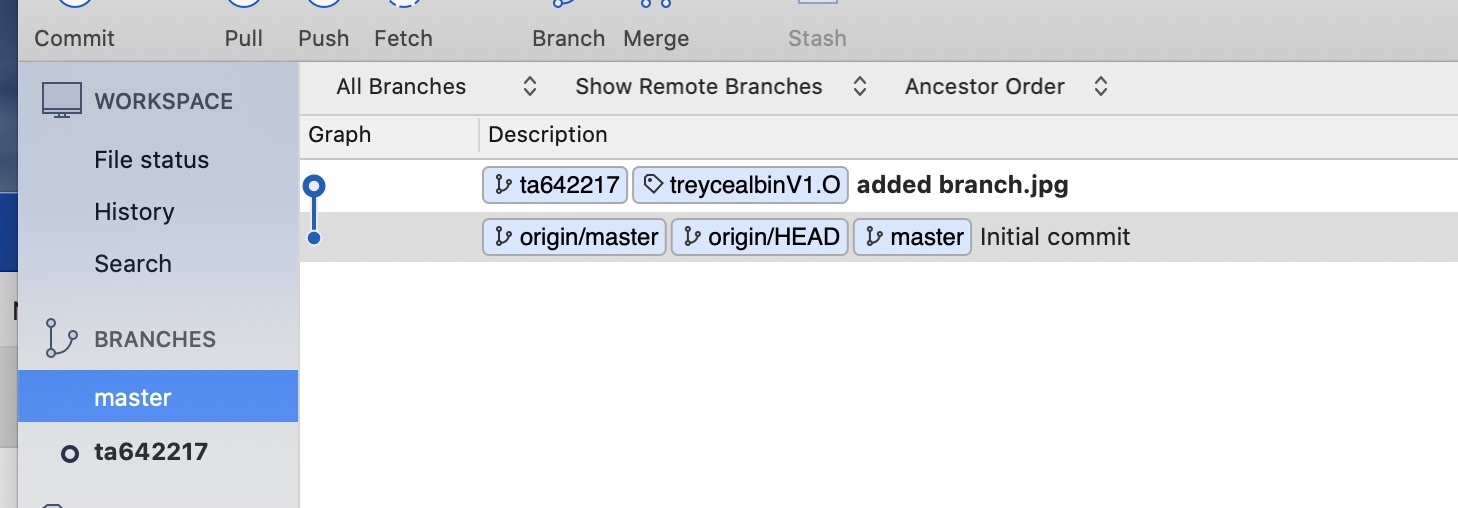 Commit Pull Push Fetch Branch Merge Stash
All Branches Show Remote Branches Ancestor Order
WORKSPACE
File status
History
Search
BRANCHES
master
ta642217
Graph Description
ta642217 treycealbinV1.O added branch.jpg
origin/master origin/HEAD master Initial commit